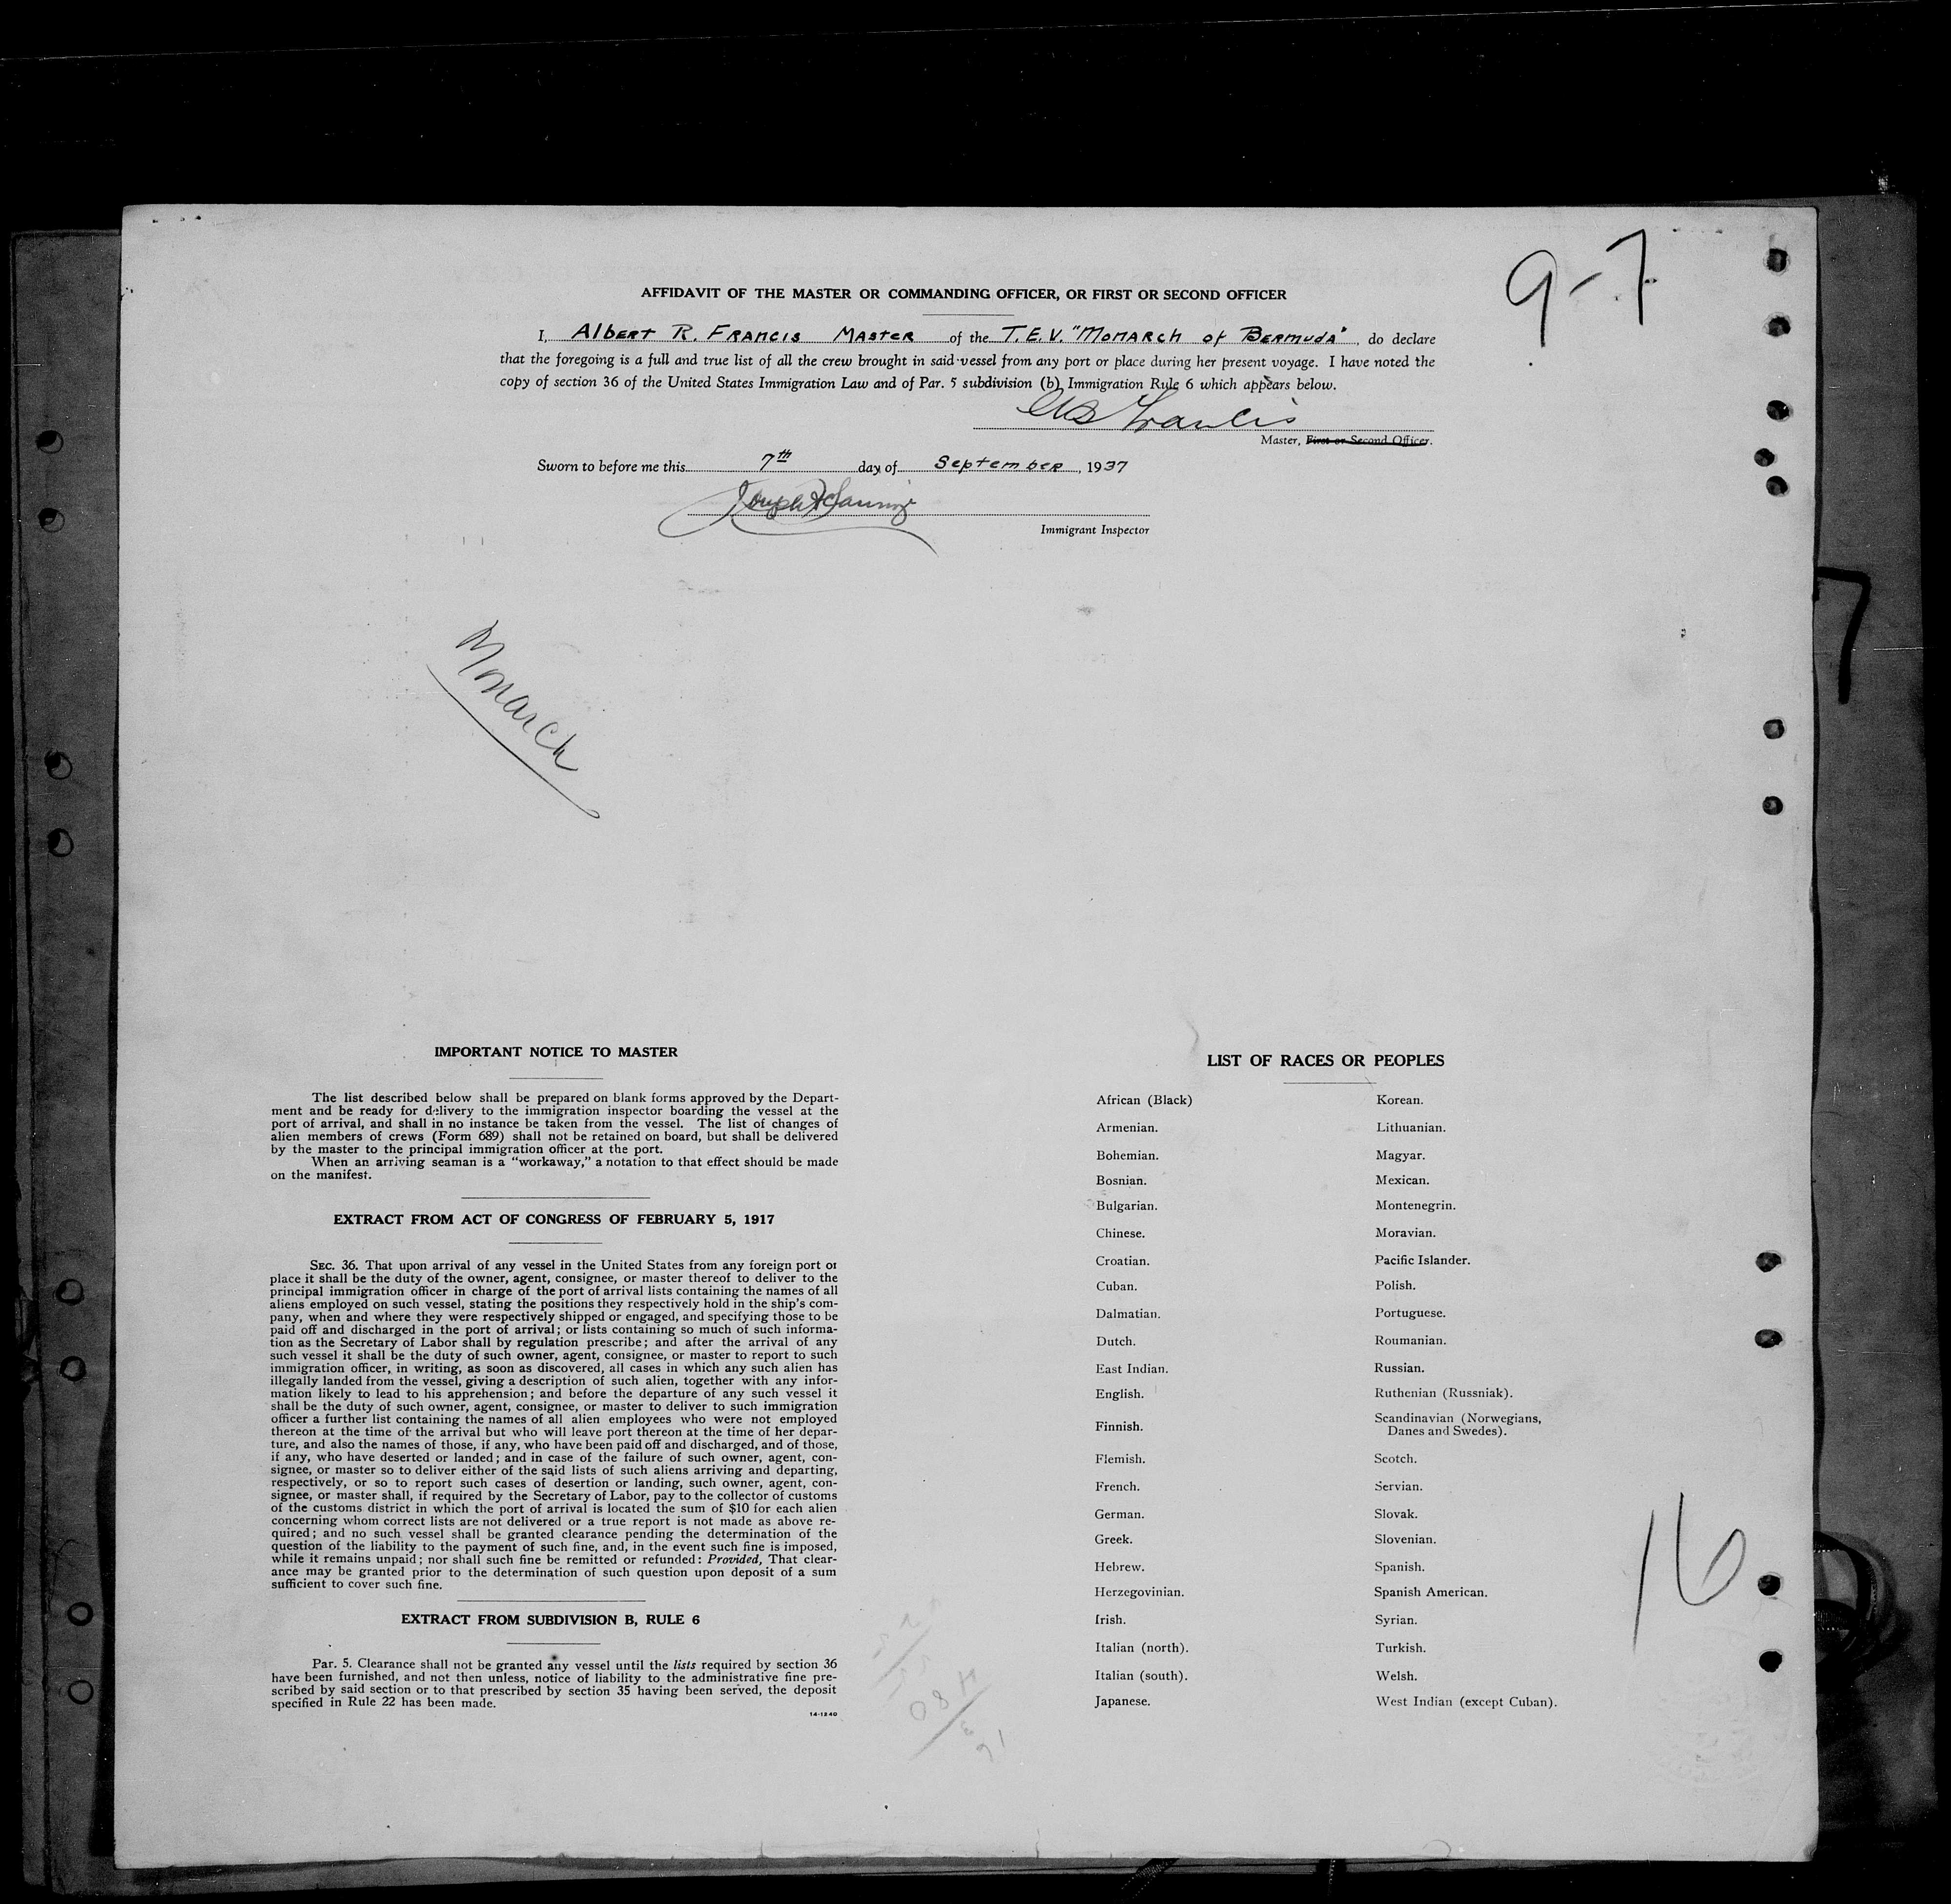 9-7
AFFIDAVIT OF THE MASTER OR COMMANDING OFFICER, OR FIRST OR SECOND OFFICER
I, Albert R. Francis Master of the T.E.V. "Monarch of Bermuda", do declare
that the foregoing is a full and true list of all the crew brought in said vessel from any port or place during her present voyage. I have noted the
copy of section 36 of the United States Immigration Law and of Par. 5 subdivision (b) Immigration Rule 6 which appears below.
Francis
Master, First or Second Officer.
Sworn to before me this 7th day of September, 1937
Immigrant Inspector
7
Monarch
IMPORTANT NOTICE TO MASTER
The list described below shall be prepared on blank forms approved by the Depart-
ment and be ready for delivery to the immigration inspector boarding the vessel at the
port of arrival, and shall in no instance be taken from the vessel. The list of changes of
alien members of crews (Form 689) shall not be retained on board, but shall be delivered
by the master to the principal immigration officer at the port.
When an arriving seaman is a "workaway," a notation to that effect should be made
on the manifest.
EXTRACT FROM ACT OF CONGRESS OF FEBRUARY 5, 1917
SEC. 36. That upon arrival of any vessel in the United States from any foreign port or
place it shall be the duty of the owner, agent, consignee, or master thereof to deliver to the
principal immigration officer in charge of the port of arrival lists containing the names of all
aliens employed on such vessel, stating the positions they respectively hold in the ship's com-
pany, when and where they were respectively shipped or engaged, and specifying those to be
paid off and discharged in the port of arrival; or lists containing so much of such informa-
tion as the Secretary of Labor shall by regulation prescribe; and after the arrival of any
such vessel it shall be the duty of such owner, agent, consignee, or master to report to such
immigration officer, in writing, as soon as discovered, all cases in which any such alien has
illegally landed from the vessel, giving a description of such alien, together with any infor-
mation likely to lead to his apprehension; and before the departure of any such vessel it
shall be the duty of such owner, agent, consignee, or master to deliver to such immigration
officer a further list containing the names of all alien employees who were not employed
thereon at the time of the arrival but who will leave port thereon at the time of her depar-
ture, and also the names of those, if any, who have been paid off and discharged, and of those,
if any, who have deserted or landed; and in case of the failure of such owner, agent, con-
signee, or master so to deliver either of the said lists of such aliens arriving and departing,
respectively, or so to report such cases of desertion or landing, such owner, agent, con-
signee, or master shall, if required by the Secretary of Labor, pay to the collector of customs
of the customs district in which the port of arrival is located the sum of $10 for each alien
concerning whom correct lists are not delivered or a true report is not made as above re-
quired; and no such vessel shall be granted clearance pending the determination of the
question of the liability to the payment of such fine, and, in the event such fine is imposed,
while it remains unpaid; nor shall such fine be remitted or refunded: Provided, That clear-
ance may be granted prior to the determination of such question upon deposit of a sum
sufficient to cover such fine.
EXTRACT FROM SUBDIVISION B, RULE 6
Par. 5. Clearance shall not be granted any vessel until the lists required by section 36
have been furnished, and not then unless, notice of liability to the administrative fine pre-
scribed by said section or to that prescribed by section 35 having been served, the deposit
specified in Rule 22 has been made.
14-1240
LIST OF RACES OR PEOPLES
African (Black)
Armenian.
Bohemian.
Bosnian.
Bulgarian.
Chinese.
Croatian.
Cuban.
Dalmatian.
Dutch.
East Indian.
English.
Finnish.
Flemish.
French.
German.
Greek.
Hebrew.
Herzegovinian.
Irish.
Italian (north).
Italian (south).
Japanese.
Korean.
Lithuanian.
Magyar.
Mexican.
Montenegrin.
Moravian.
Pacific Islander.
Polish.
Portuguese.
Roumanian.
Russian.
Ruthenian (Russniak).
Scandinavian (Norwegians,
Danes and Swedes).
Scotch.
Servian.
Slovak.
Slovenian.
Spanish.
Spanish American.
Syrian.
Turkish.
Welsh.
West Indian (except Cuban).
16